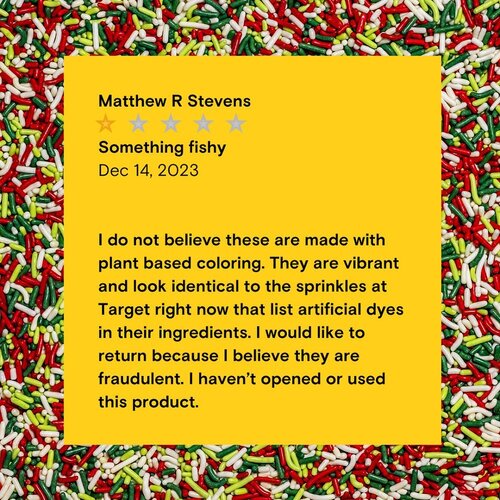 Matthew R Stevens
Something fishy
Dec 14, 2023
I do not believe these are made with
plant based coloring. They are vibrant
and look identical to the sprinkles at
Target right now that list artificial dyes
in their ingredients. I would like to
return because I believe they are
fraudulent. I haven’t opened or used
this product.